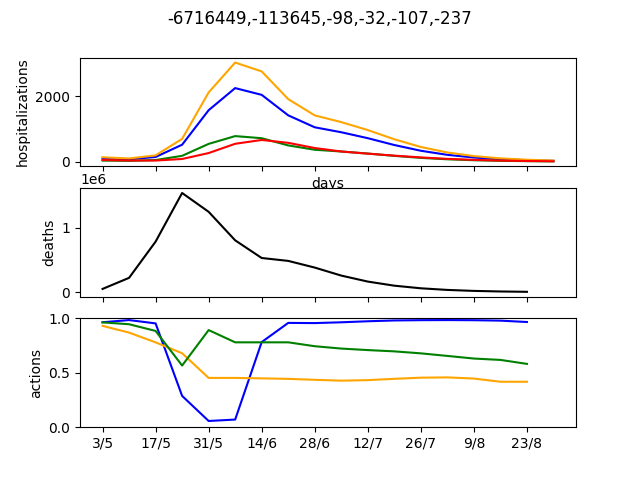 -6716449,-113645,-98,-32,-107,-237
hospitalizations
2000
0
days
1e6
deaths
1
0
actions
1.0
0.5
0.0
3/5 17/5 31/5 14/6 28/6 12/7 26/7 9/8 23/8